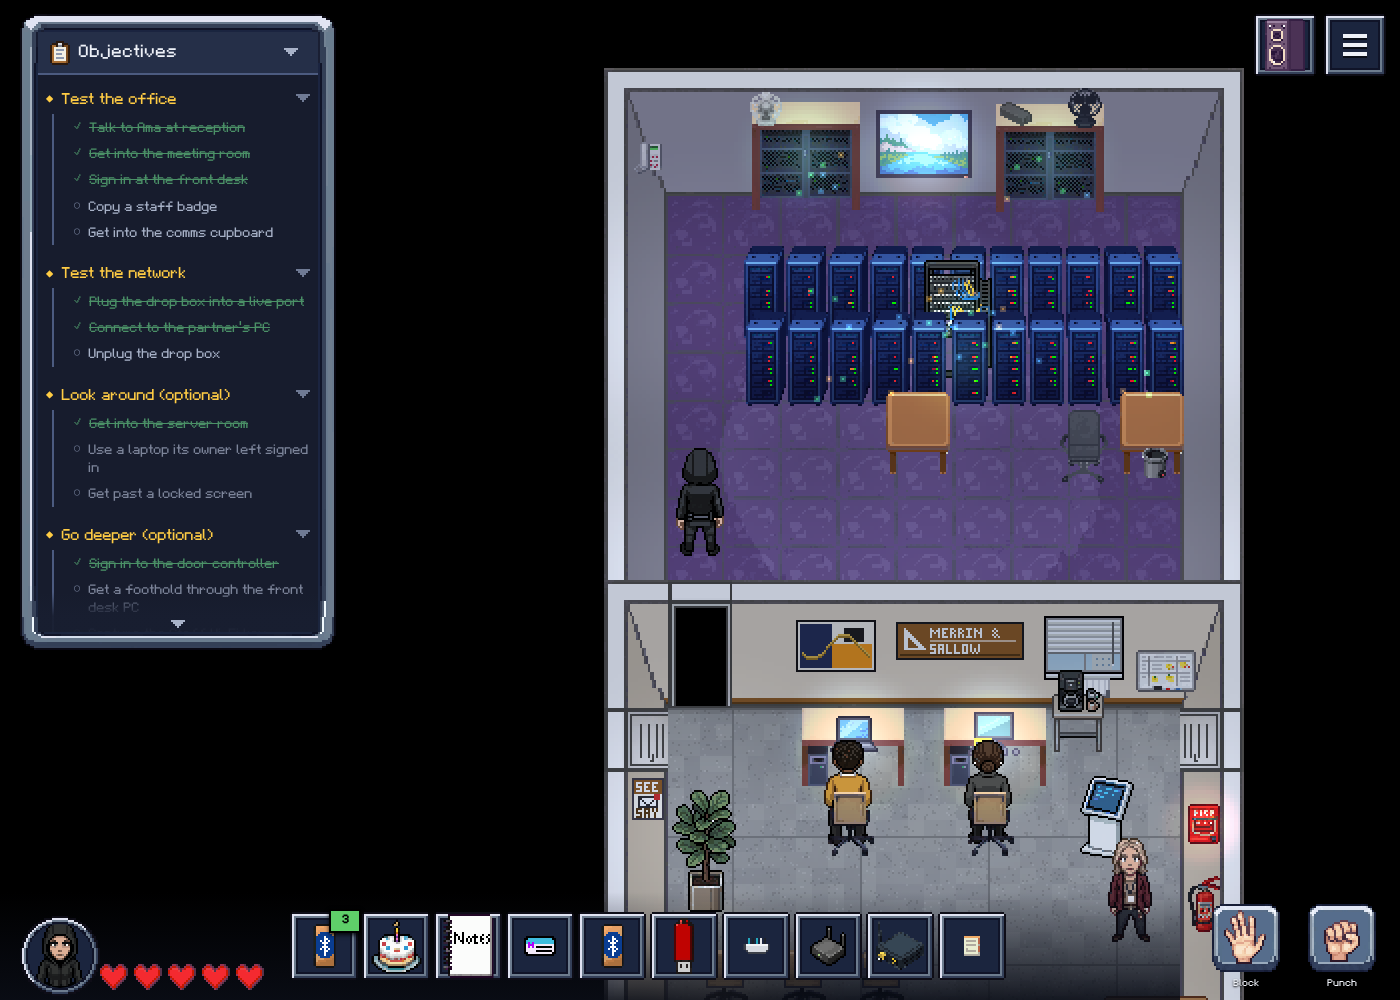 Objectives
Test the office
Talk to Ama at reception
Get into the meeting room
Sign in at the front desk
Copy a staff badge
Get into the comms cupboard
Test the network
Plug the drop box into a live port
Connect to the partner's PC
Unplug the drop box
Look around (optional)
Get into the server room
Use a laptop its owner left signed
in
Get past a locked screen
Go deeper (optional)
Sign in to the door controller
Get a foothold through the front
desk PC
MERRIN &
SALLOW
SEE
SAY
FIRE
3
Notes
Block
Punch